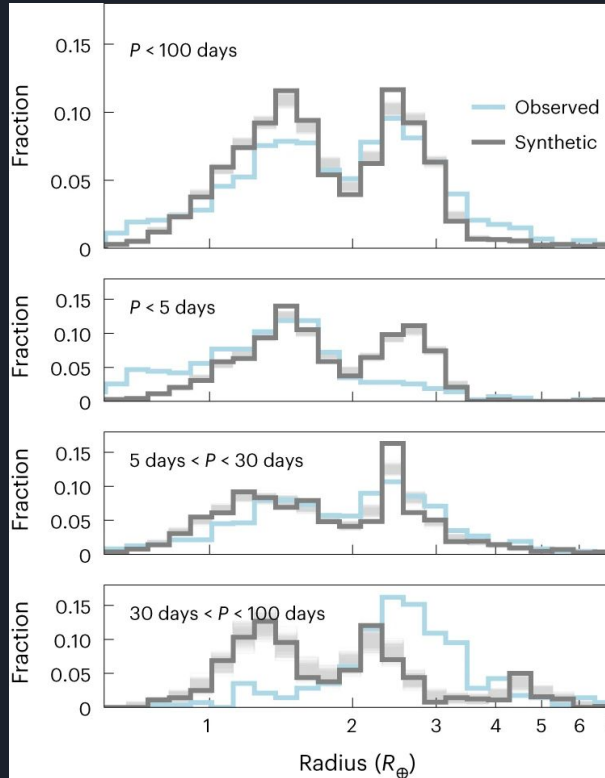 Fraction
0.15
0.10
0.05
0
P < 100 days
Observed
Synthetic
Fraction
0.15
0.10
0.05
0
P < 5 days
Fraction
0.15
0.10
0.05
0
5 days < P < 30 days
Fraction
0.15
0.10
0.05
0
30 days < P < 100 days
1 2 3 4 5 6
Radius (R⊕)